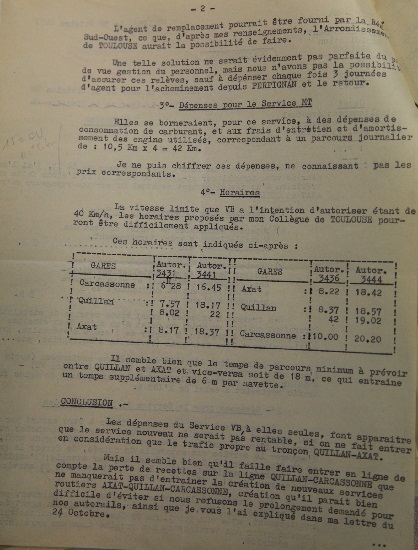 - 2 -
L'agent de remplacement pourrait être fourni par la
Sud-Ouest, ce que, d'après mes renseignements, l'Arrondissement
de TOULOUSE aurait la possibilité de faire.
Une telle solution ne serait évidemment pas parfaite du
de vue gestion du personnel, mais nous n'avons pas la possibilité
d'assurer ces relèves, sauf à dépenser chaque fois 3 journées
d'agent pour l'acheminement depuis PERPIGNAN et le retour.
3°- Dépenses pour le Service MT
Elles se borneraient, pour ce service, à des dépenses de
consommation de carburant, et aux frais d'entretien et d'amortis-
sement des engins utilisés, correspondant à un parcours journalier
de : 10,5 Km x 4 = 42 Km.
Je ne puis chiffrer ces dépenses, ne connaissant pas les
prix correspondants.
4°- Horaires
La vitesse limite que VB a l'intention d'autoriser étant de
40 Km/h, les horaires proposés par mon Collègue de TOULOUSE pour-
ront être difficilement appliqués.
Ces horaires sont indiqués ci-après :
GARES Autor. Autor. GARES Autor. Autor.
3431 3441 3436 3444
Carcassonne : 6 28 16.45 Axat : 8.22 18.42
Quillan 7.57 18.17 Quillan 8.37 18.57
8.02 22 42 19.02
Axat : 8.17 18.37 Carcassonne : 10.00 20.20
Il semble bien que le temps de parcours minimum à prévoir
entre QUILLAN et AXAT et vice-versa soit de 18 m, ce qui entraine
un temps supplémentaire de 6 m par navette.
CONCLUSION .-
Les dépenses du Service VB à elles seules, font apparaitre
que le service nouveau ne serait pas rentable, si on ne fait entrer
en considération que le trafic propre au tronçon QUILLAN-AXAT.
Mais il semble bien qu'il faille faire entrer en ligne de
compte la perte de recettes sur la ligne QUILLAN-CARCASSONNE que
ne manquerait pas d'entrainer la création de nouveaux services
routiers AXAT-QUILLAN-CARCASSONNE, création qu'il parait bien
difficile d'éviter si nous refusons le prolongement demandé pour
nos autorails, ainsi que je vous l'ai expliqué dans ma lettre du
24 Octobre.